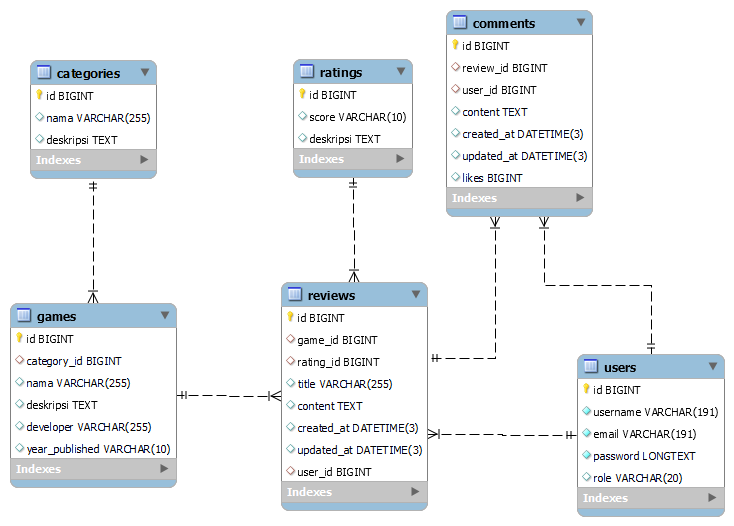 categories
id BIGINT
nama VARCHAR(255)
deskripsi TEXT
Indexes
ratings
id BIGINT
score VARCHAR(10)
deskripsi TEXT
Indexes
comments
id BIGINT
review_id BIGINT
user_id BIGINT
content TEXT
created_at DATETIME(3)
updated_at DATETIME(3)
likes BIGINT
Indexes
games
id BIGINT
category_id BIGINT
nama VARCHAR(255)
deskripsi TEXT
developer VARCHAR(255)
year_published VARCHAR(10)
Indexes
reviews
id BIGINT
game_id BIGINT
rating_id BIGINT
title VARCHAR(255)
content TEXT
created_at DATETIME(3)
updated_at DATETIME(3)
user_id BIGINT
Indexes
users
id BIGINT
username VARCHAR(191)
email VARCHAR(191)
password LONGTEXT
role VARCHAR(20)
Indexes